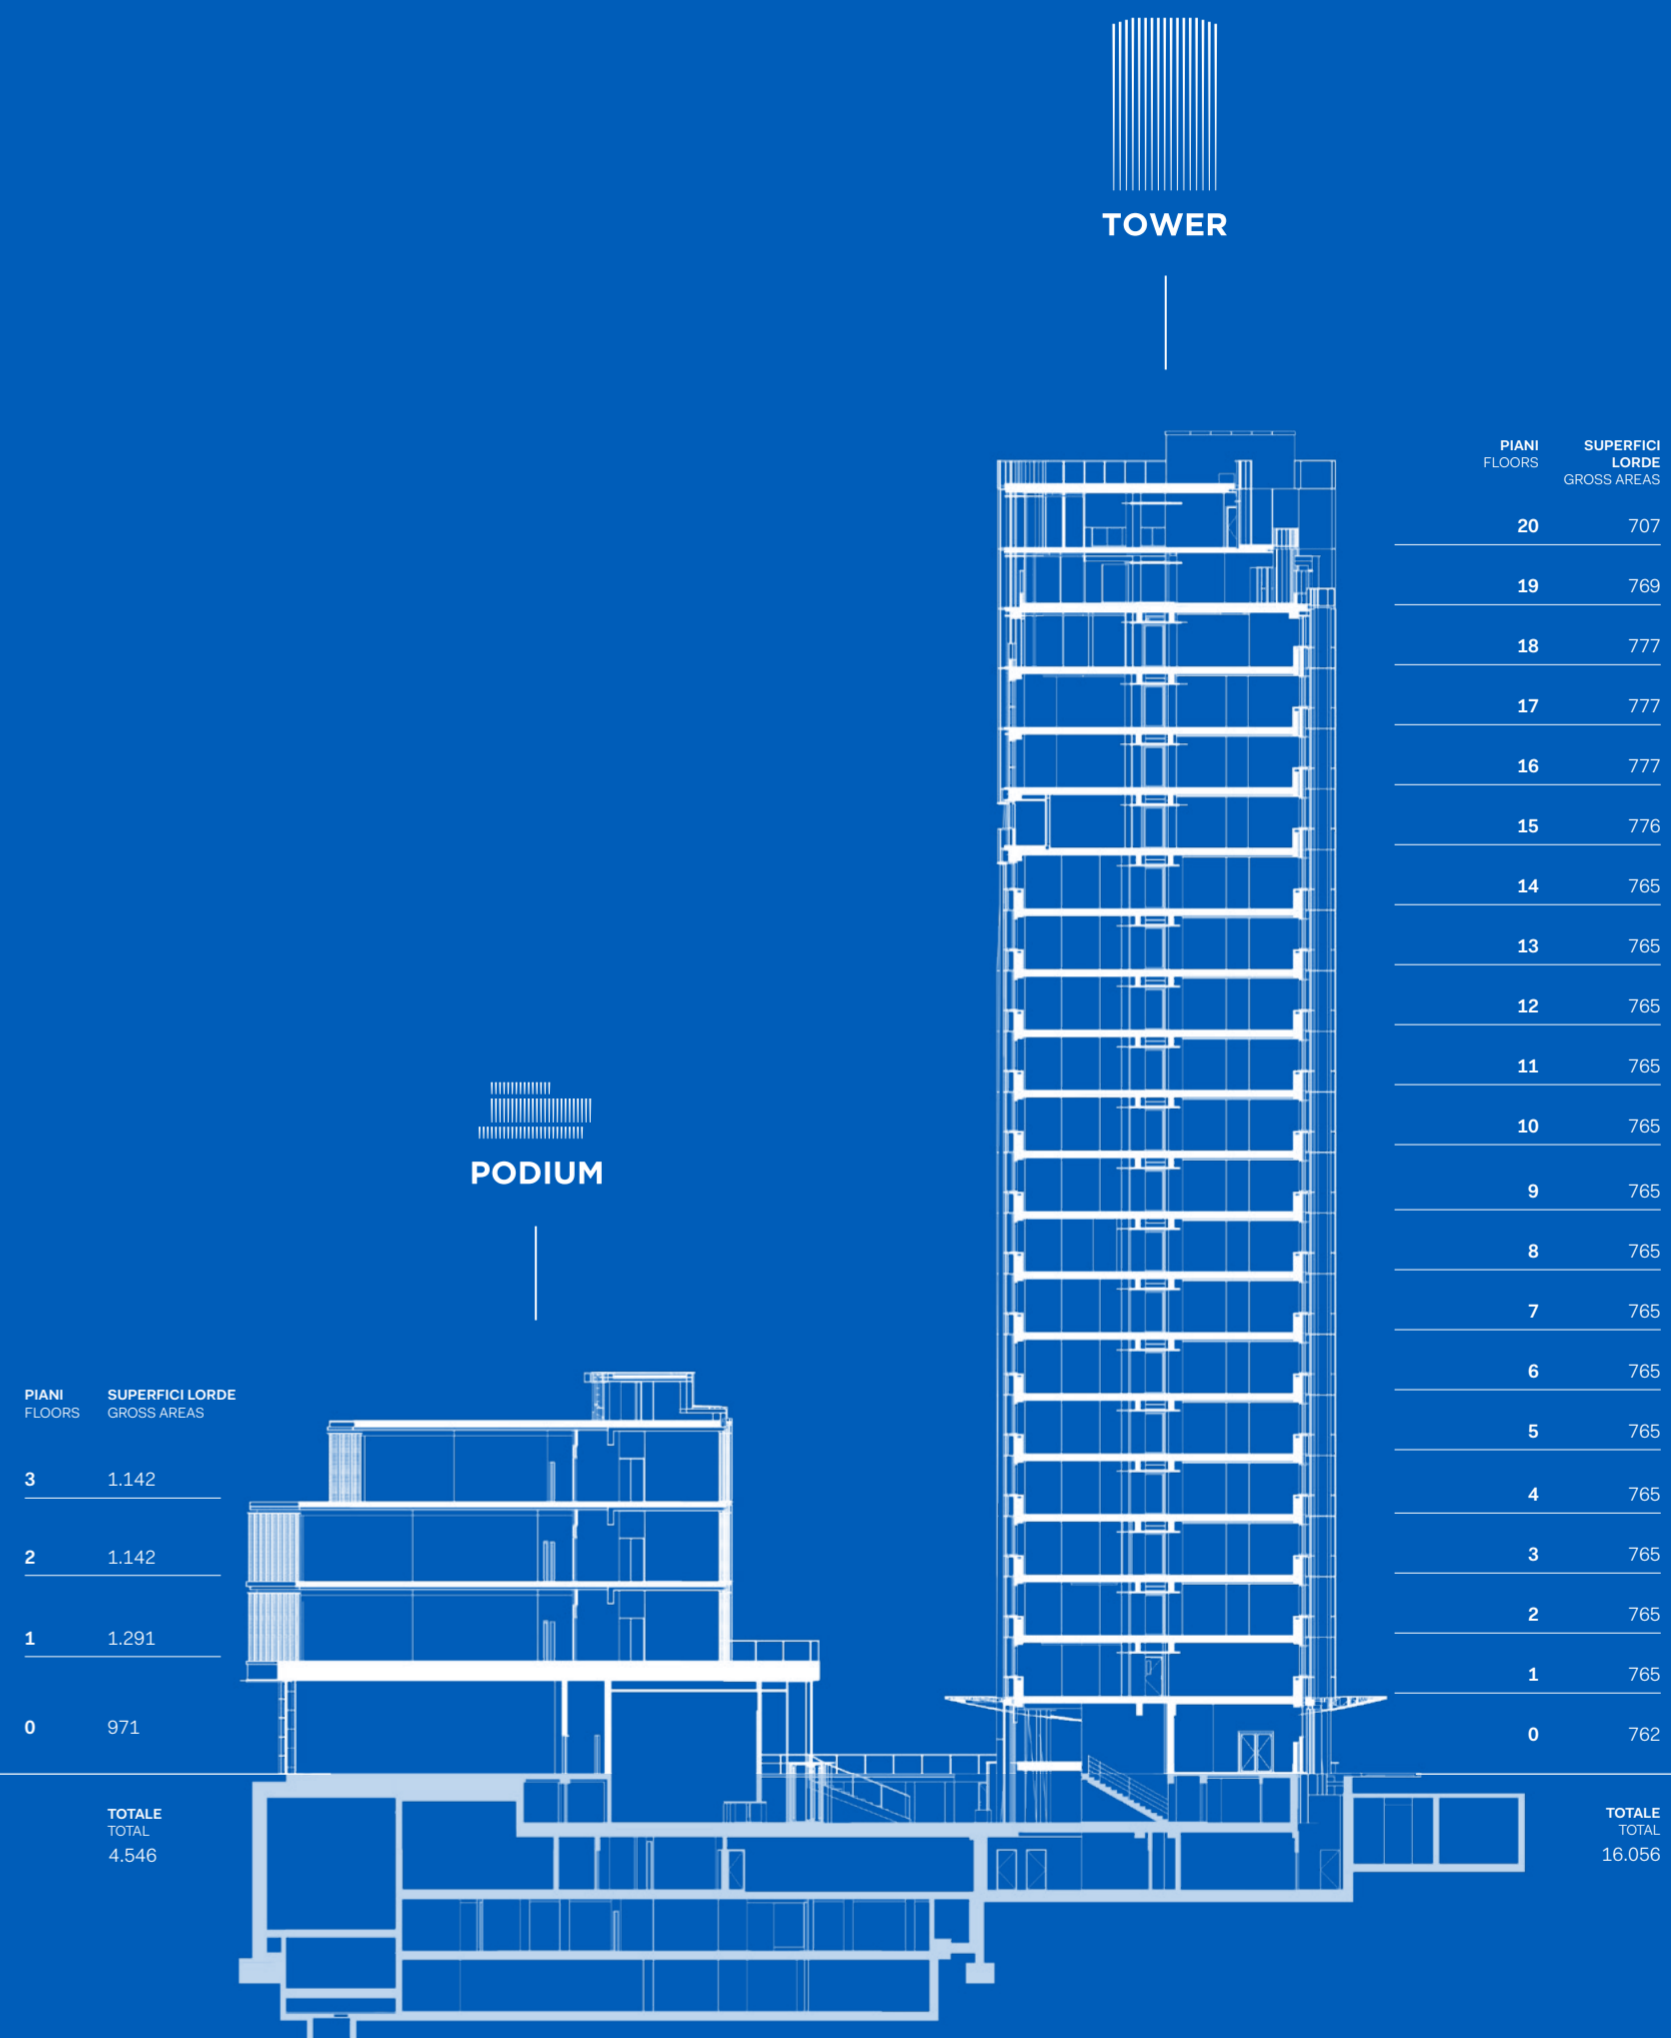 TOWER
PIANI SUPERFICI
FLOORS LORDE
GROSS AREAS
20 707
19 769
18 777
17 777
16 777
15 776
14 765
13 765
12 765
11 765
10 765
9 765
8 765
7 765
6 765
5 765
4 765
3 765
2 765
1 765
0 762
TOTALE
TOTAL
16.056
PODIUM
PIANI SUPERFICI LORDE
FLOORS GROSS AREAS
3 1.142
2 1.142
1 1.291
0 971
TOTALE
TOTAL
4.546